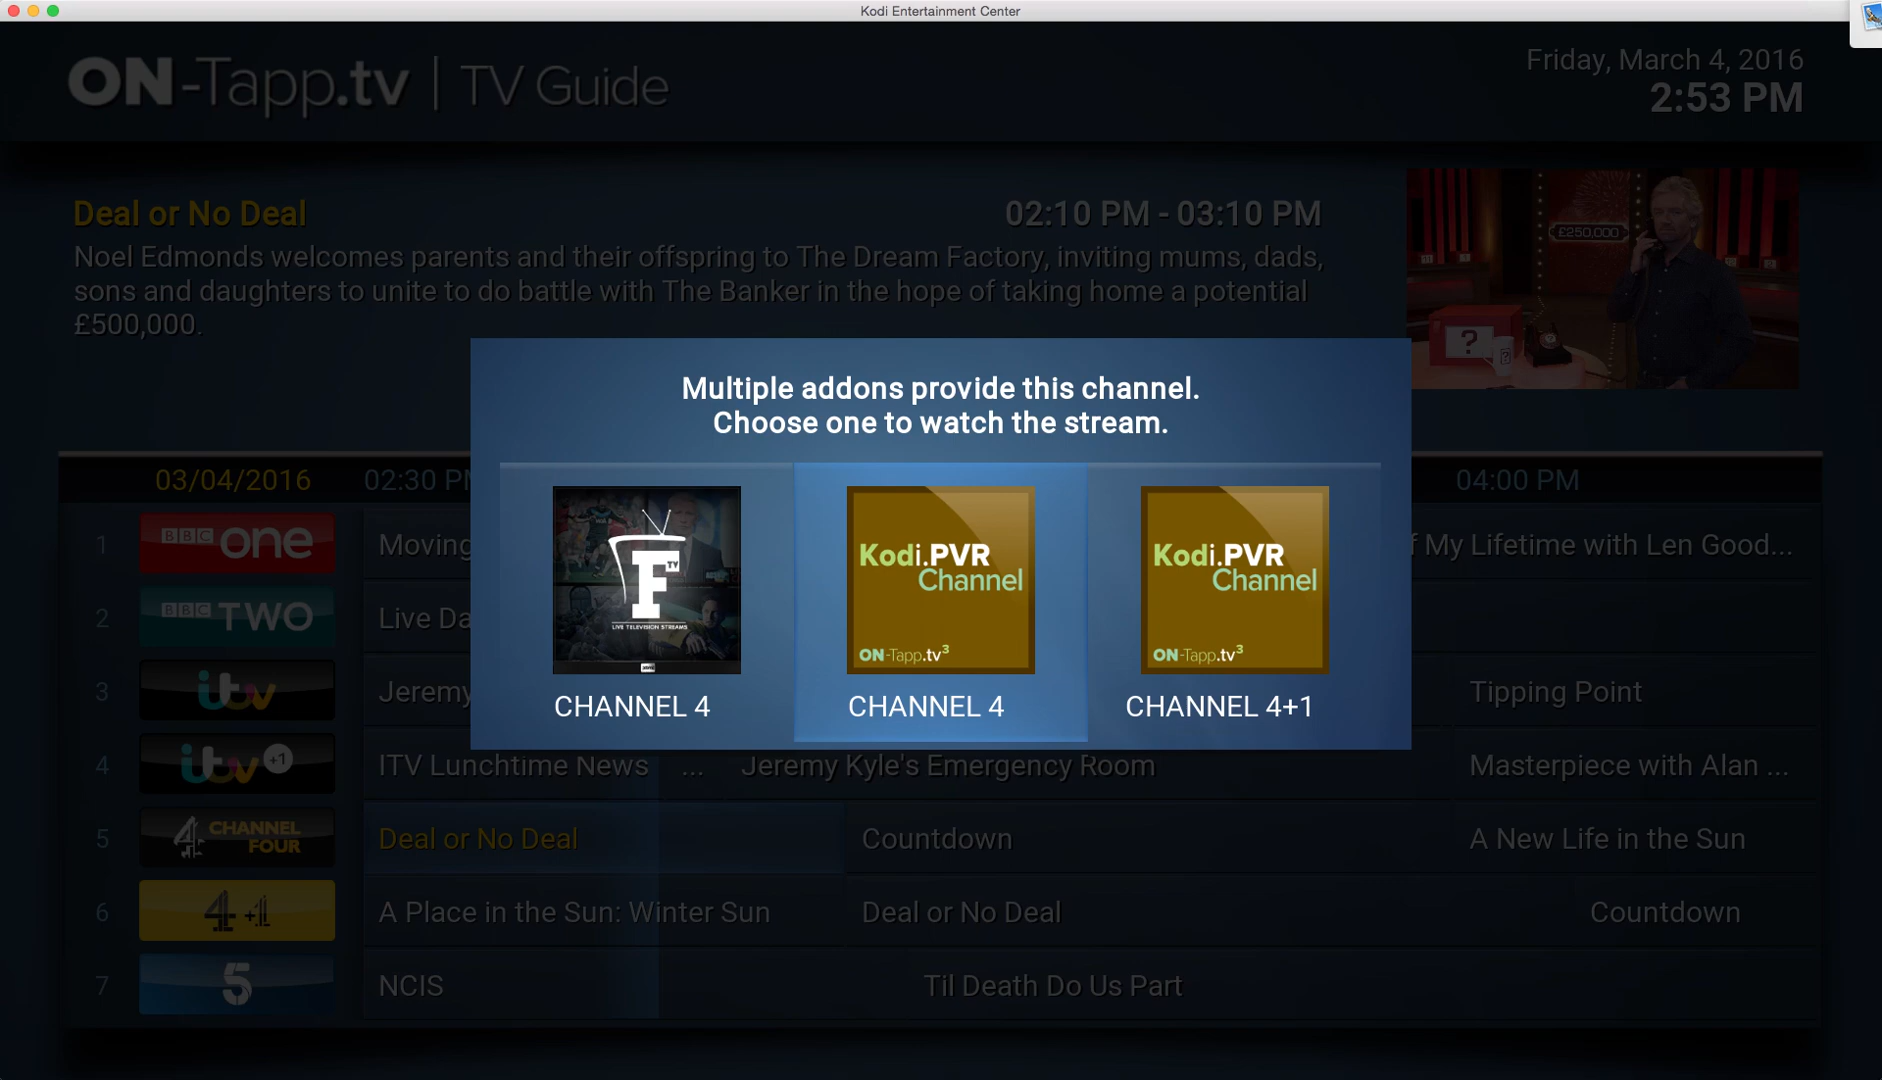 Kodi Entertainment Center
ON-Tapp.tv | TV Guide
Friday, March 4, 2016
2:53 PM
Deal or No Deal
02:10 PM - 03:10 PM
Noel Edmonds welcomes parents and their offspring to The Dream Factory, inviting mums, dads,
sons and daughters to unite to do battle with The Banker in the hope of taking home a potential
£500,000.
£250,000
?
?
Multiple addons provide this channel.
Choose one to watch the stream.
F TV
LIVE TELEVISION STREAMS
CHANNEL 4
Kodi.PVR
Channel
ON-Tapp.tv³
CHANNEL 4
Kodi.PVR
Channel
ON-Tapp.tv³
CHANNEL 4+1
03/04/2016
02:30 PM
04:00 PM
1
BBC one
Moving
f My Lifetime with Len Good...
2
BBC TWO
Live Da
3
itv
Jeremy
Tipping Point
4
itv +1
ITV Lunchtime News
...
Jeremy Kyle's Emergency Room
Masterpiece with Alan ...
5
4 CHANNEL
FOUR
Deal or No Deal
Countdown
A New Life in the Sun
6
4 +1
A Place in the Sun: Winter Sun
Deal or No Deal
Countdown
7
5
NCIS
Til Death Do Us Part